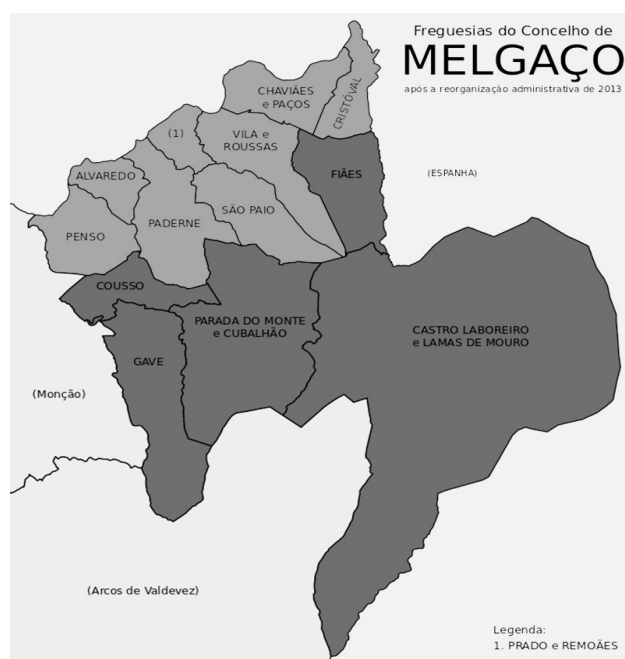 Freguesias do Concelho de
MELGAÇO
após a reorganização administrativa de 2013
CHAVIÃES
e PAÇOS
CRISTÓVAL
(1)
VILA e
ROUSSAS
FIÃES
(ESPANHA)
ALVAREDO
SÃO PAIO
PADERNE
PENSO
COUSSO
PARADA DO MONTE
e CUBALHÃO
CASTRO LABOREIRO
e LAMAS DE MOURO
GAVE
(Monção)
(Arcos de Valdevez)
Legenda:
1. PRADO e REMOÃES